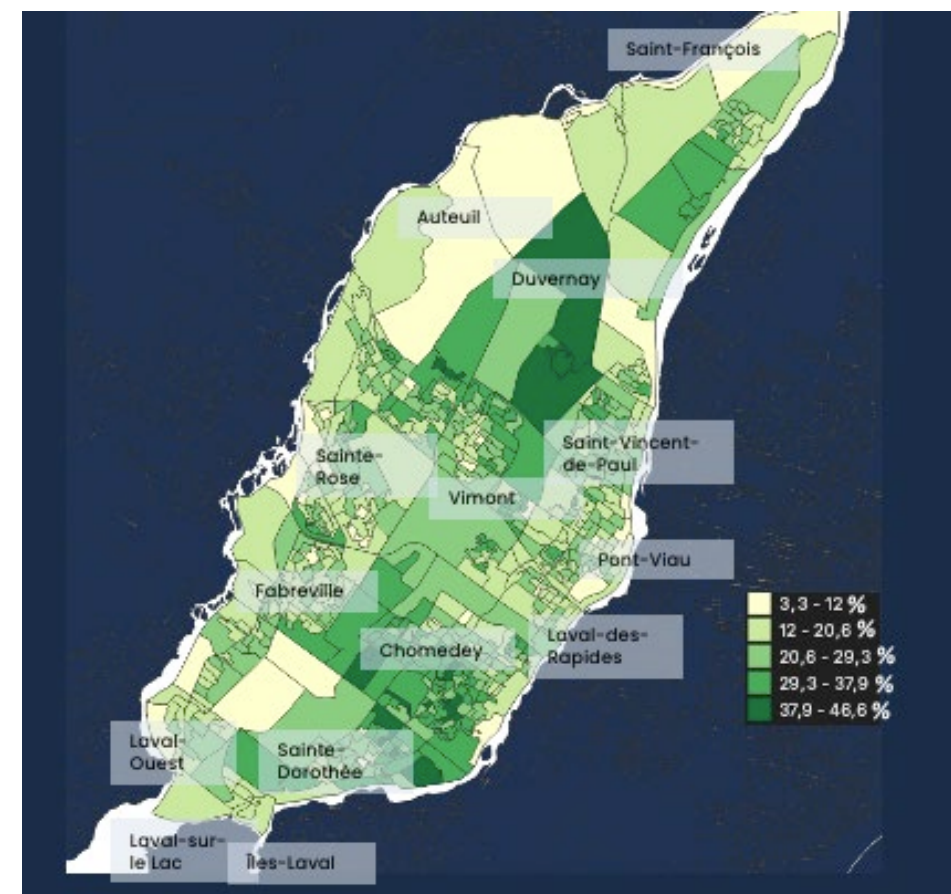 Saint-François
Auteuil
Duvernay
Sainte-
Rose
Saint-Vincent-
de-Paul
Vimont
Pont-Viau
Fabreville
Chomedey
Laval-des-
Rapides
3,3 - 12 %
12 - 20,6 %
20,6 - 29,3 %
29,3 - 37,9 %
37,9 - 46,6 %
Laval-
Ouest
Sainte-
Dorothée
Laval-sur-
le Lac
Îles-Laval